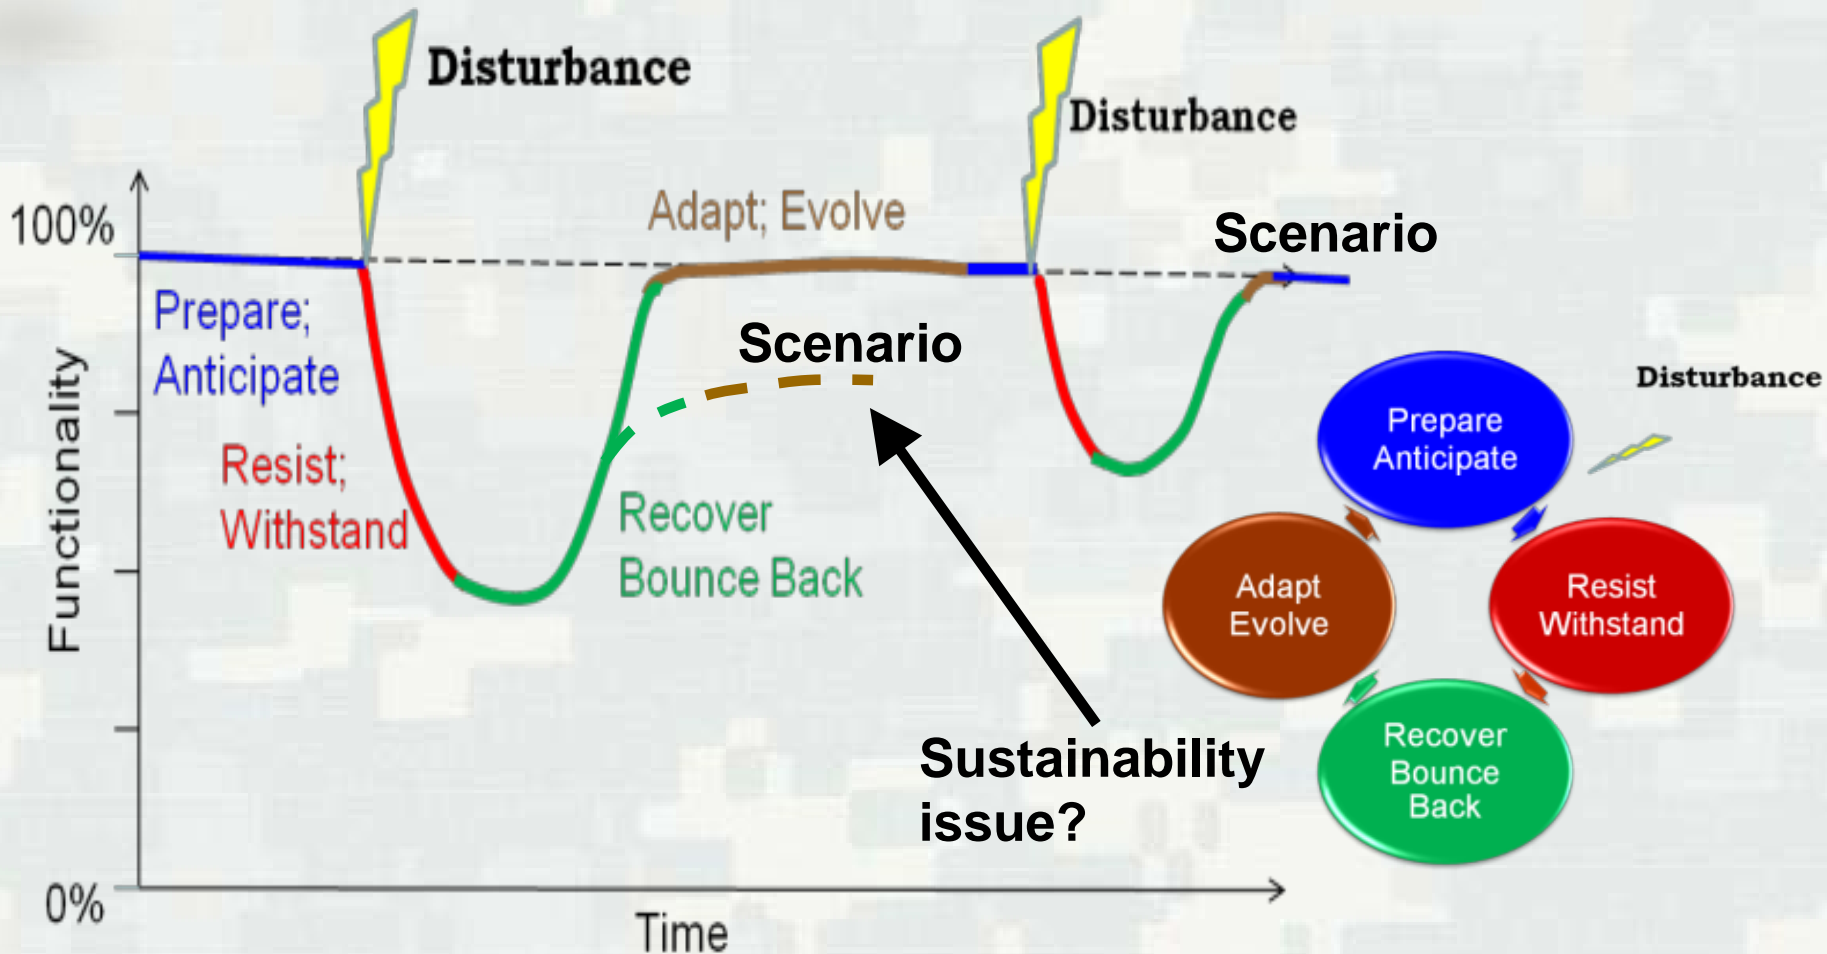 Disturbance
Disturbance
100%
Adapt; Evolve
Scenario
Prepare;
Anticipate
Scenario
Disturbance
Functionality
Resist;
Withstand
Recover
Bounce Back
Prepare
Anticipate
Adapt
Evolve
Resist
Withstand
Recover
Bounce
Back
Sustainability
issue?
0%
Time